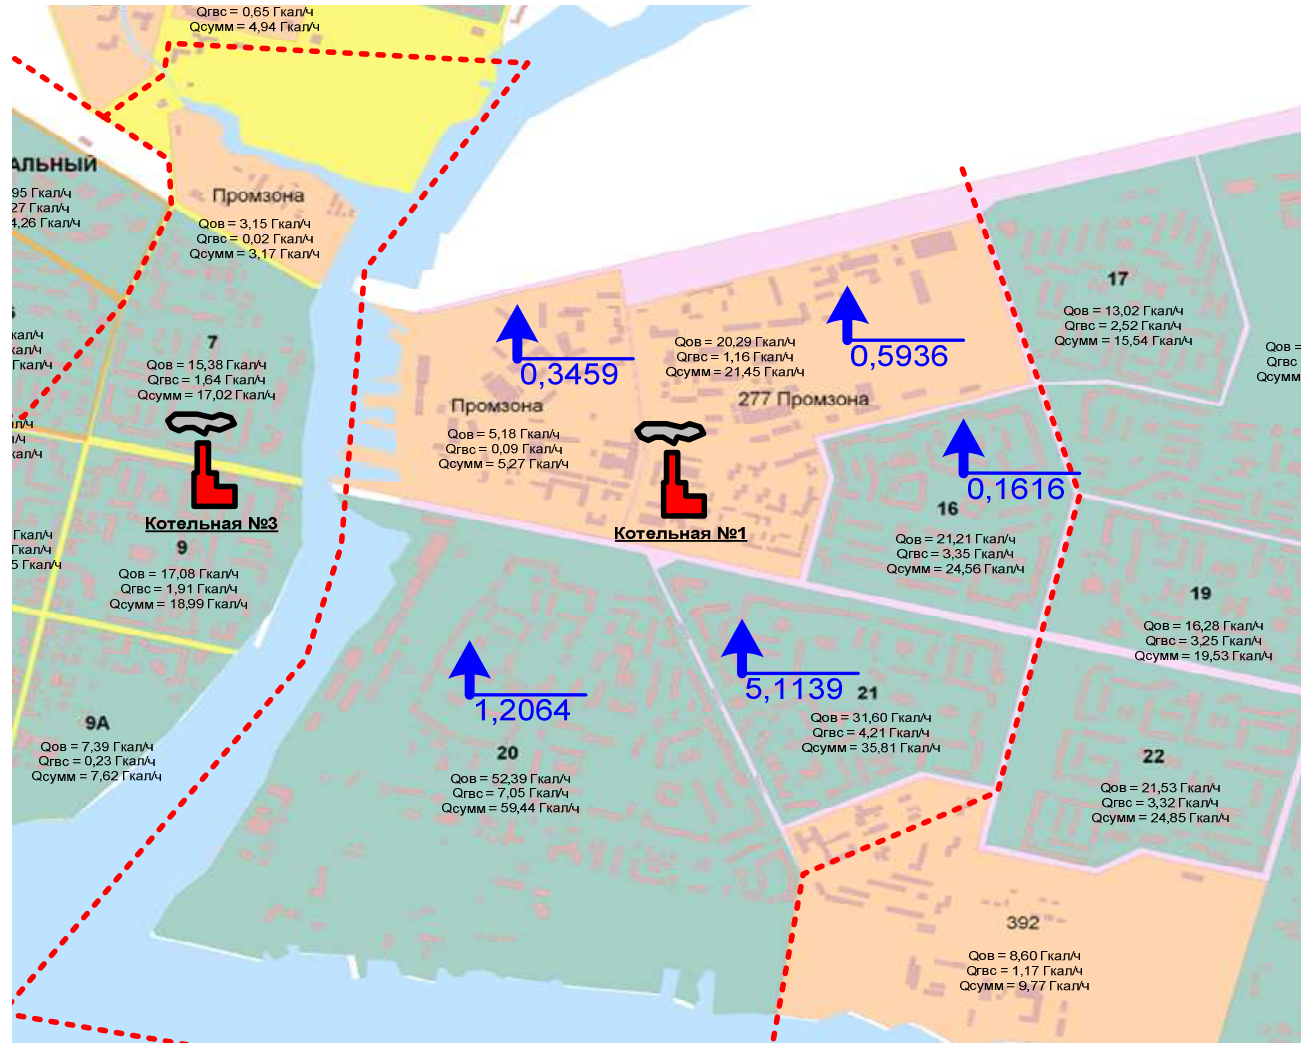 Qгвс = 0,65 Гкал/ч
Qсумм = 4,94 Гкал/ч
АЛЬНЫЙ
95 Гкал/ч
27 Гкал/ч
4,26 Гкал/ч
Промзона
Qов = 3,15 Гкал/ч
Qгвс = 0,02 Гкал/ч
Qсумм = 3,17 Гкал/ч
7
Qов = 15,38 Гкал/ч
Qгвс = 1,64 Гкал/ч
Qсумм = 17,02 Гкал/ч
Котельная №3
9
Qов = 17,08 Гкал/ч
Qгвс = 1,91 Гкал/ч
Qсумм = 18,99 Гкал/ч
кал/ч
кал/ч
Гкал/ч
л/ч
/ч
кал/ч
Гкал/ч
Гкал/ч
5 Гкал/ч
9А
Qов = 7,39 Гкал/ч
Qгвс = 0,23 Гкал/ч
Qсумм = 7,62 Гкал/ч
0,3459
Промзона
Qов = 5,18 Гкал/ч
Qгвс = 0,09 Гкал/ч
Qсумм = 5,27 Гкал/ч
Qов = 20,29 Гкал/ч
Qгвс = 1,16 Гкал/ч
Qсумм = 21,45 Гкал/ч
0,5936
277 Промзона
Котельная №1
17
Qов = 13,02 Гкал/ч
Qгвс = 2,52 Гкал/ч
Qсумм = 15,54 Гкал/ч
Qов =
Qгвс
Qсумм
0,1616
16
Qов = 21,21 Гкал/ч
Qгвс = 3,35 Гкал/ч
Qсумм = 24,56 Гкал/ч
19
Qов = 16,28 Гкал/ч
Qгвс = 3,25 Гкал/ч
Qсумм = 19,53 Гкал/ч
1,2064
20
Qов = 52,39 Гкал/ч
Qгвс = 7,05 Гкал/ч
Qсумм = 59,44 Гкал/ч
5,1139
21
Qов = 31,60 Гкал/ч
Qгвс = 4,21 Гкал/ч
Qсумм = 35,81 Гкал/ч
22
Qов = 21,53 Гкал/ч
Qгвс = 3,32 Гкал/ч
Qсумм = 24,85 Гкал/ч
392
Qов = 8,60 Гкал/ч
Qгвс = 1,17 Гкал/ч
Qсумм = 9,77 Гкал/ч